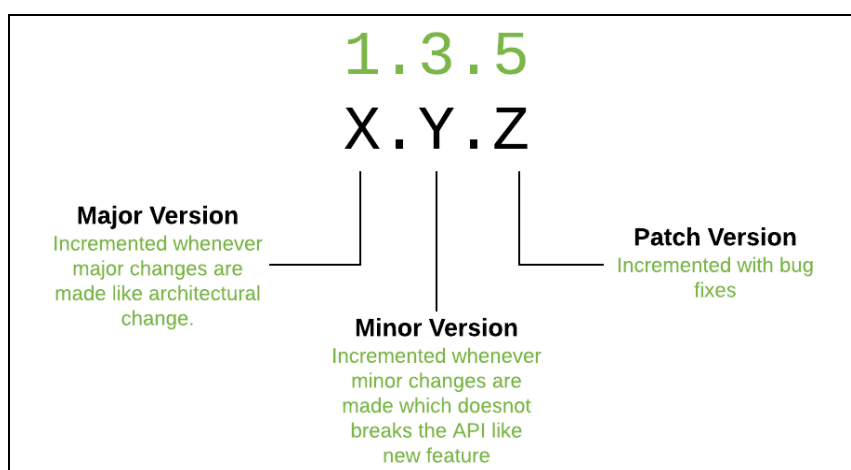 1.3.5
X.Y.Z
Major Version
Incremented whenever
major changes are
made like architectural
change.
Minor Version
Incremented whenever
minor changes are
made which doesnot
breaks the API like
new feature
Patch Version
Incremented with bug
fixes